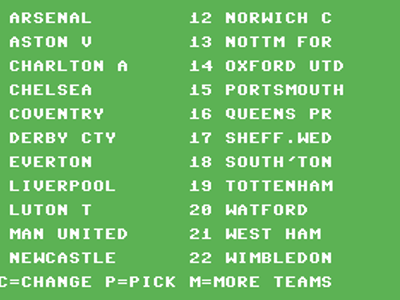 ARSENAL 12 NORWICH C
ASTON V 13 NOTTM FOR
CHARLTON A 14 OXFORD UTD
CHELSEA 15 PORTSMOUTH
COVENTRY 16 QUEENS PR
DERBY CTY 17 SHEFF.WED
EVERTON 18 SOUTH'TON
LIVERPOOL 19 TOTTENHAM
LUTON T 20 WATFORD
MAN UNITED 21 WEST HAM
NEWCASTLE 22 WIMBLEDON
C=CHANGE P=PICK M=MORE TEAMS